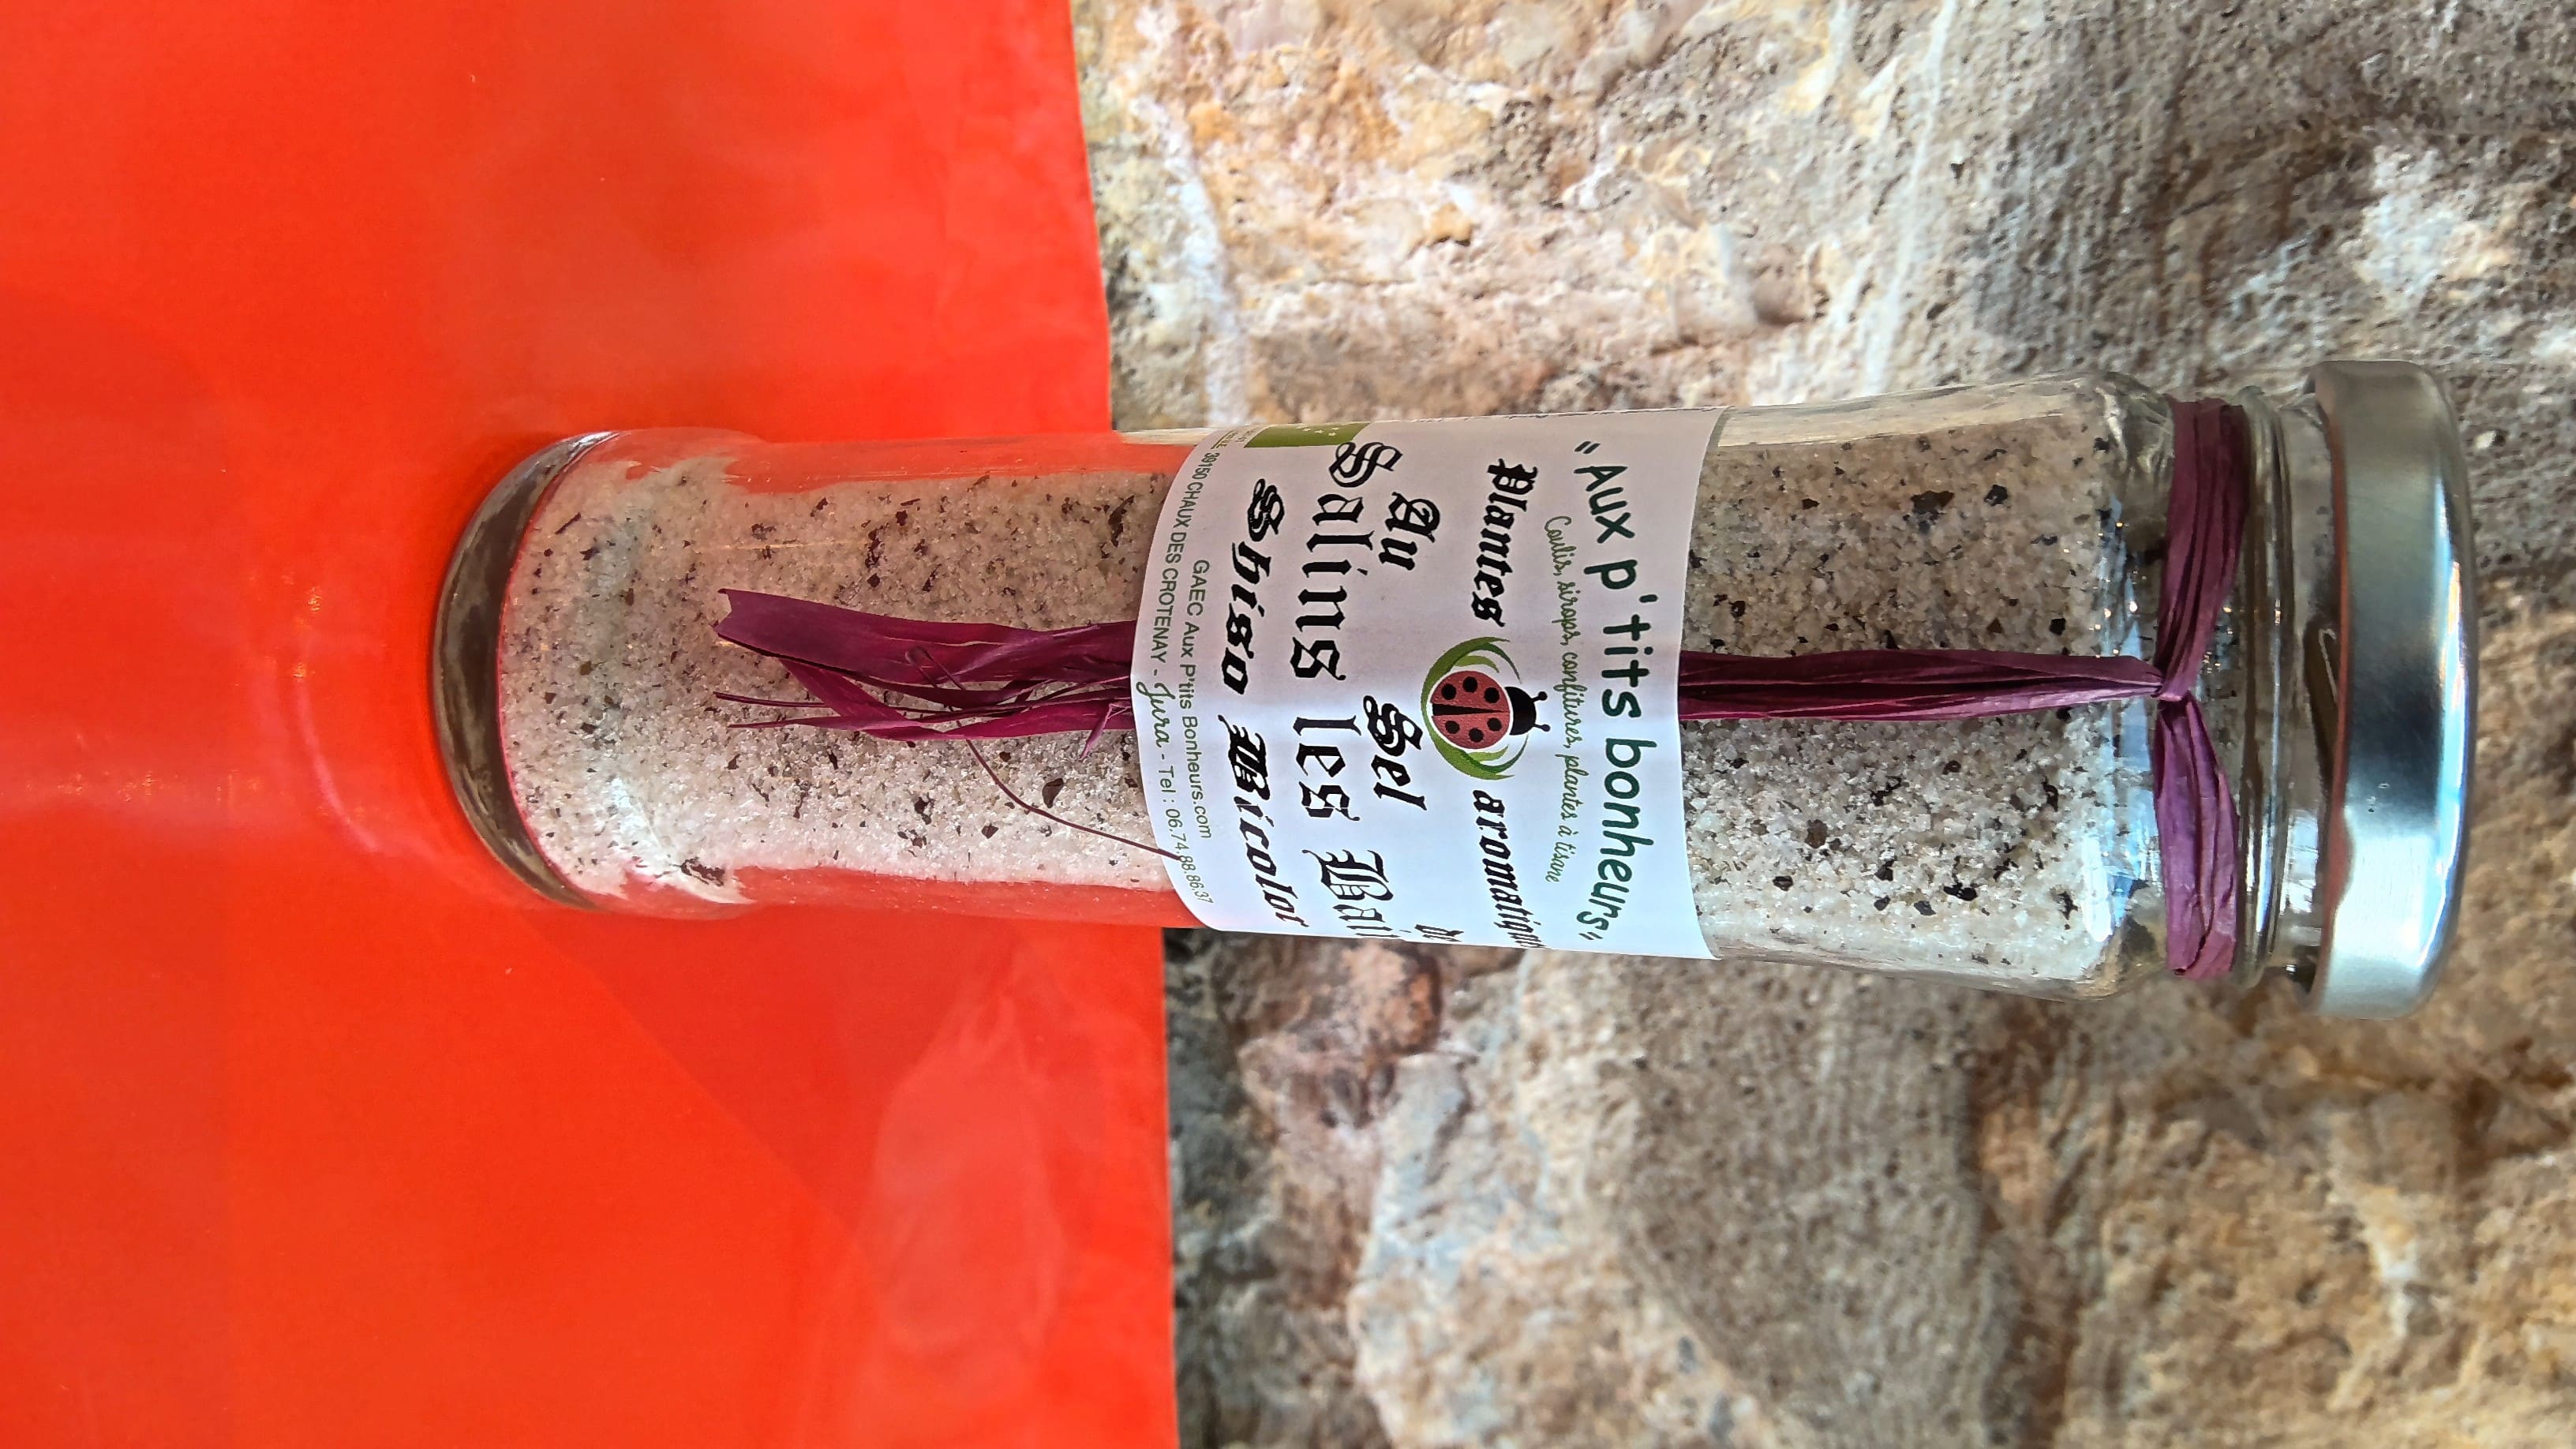 "AUX p'tits bonheurs"
Coulis, sirops, confitures, plantes à tisane
Plantes
Au Sel
Salins les
Shiso Bicolor
GAEC Aux P'tits Bonheurs.com
39150 CHAUX DES CROTENAY - Jura - Tel : 06.74.88.86.37